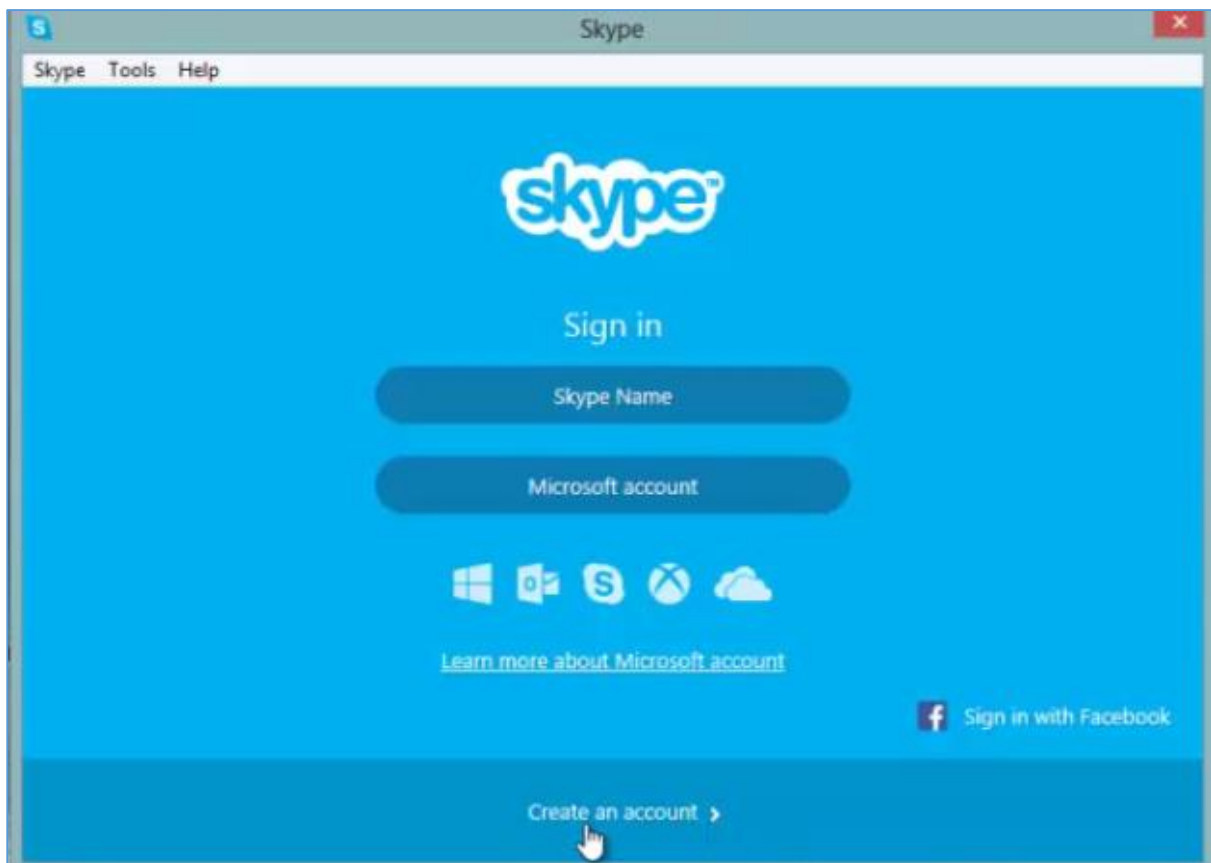 Skype
Skype Tools Help
skype™
Sign in
Skype Name
Microsoft account
Learn more about Microsoft account
Sign in with Facebook
Create an account >